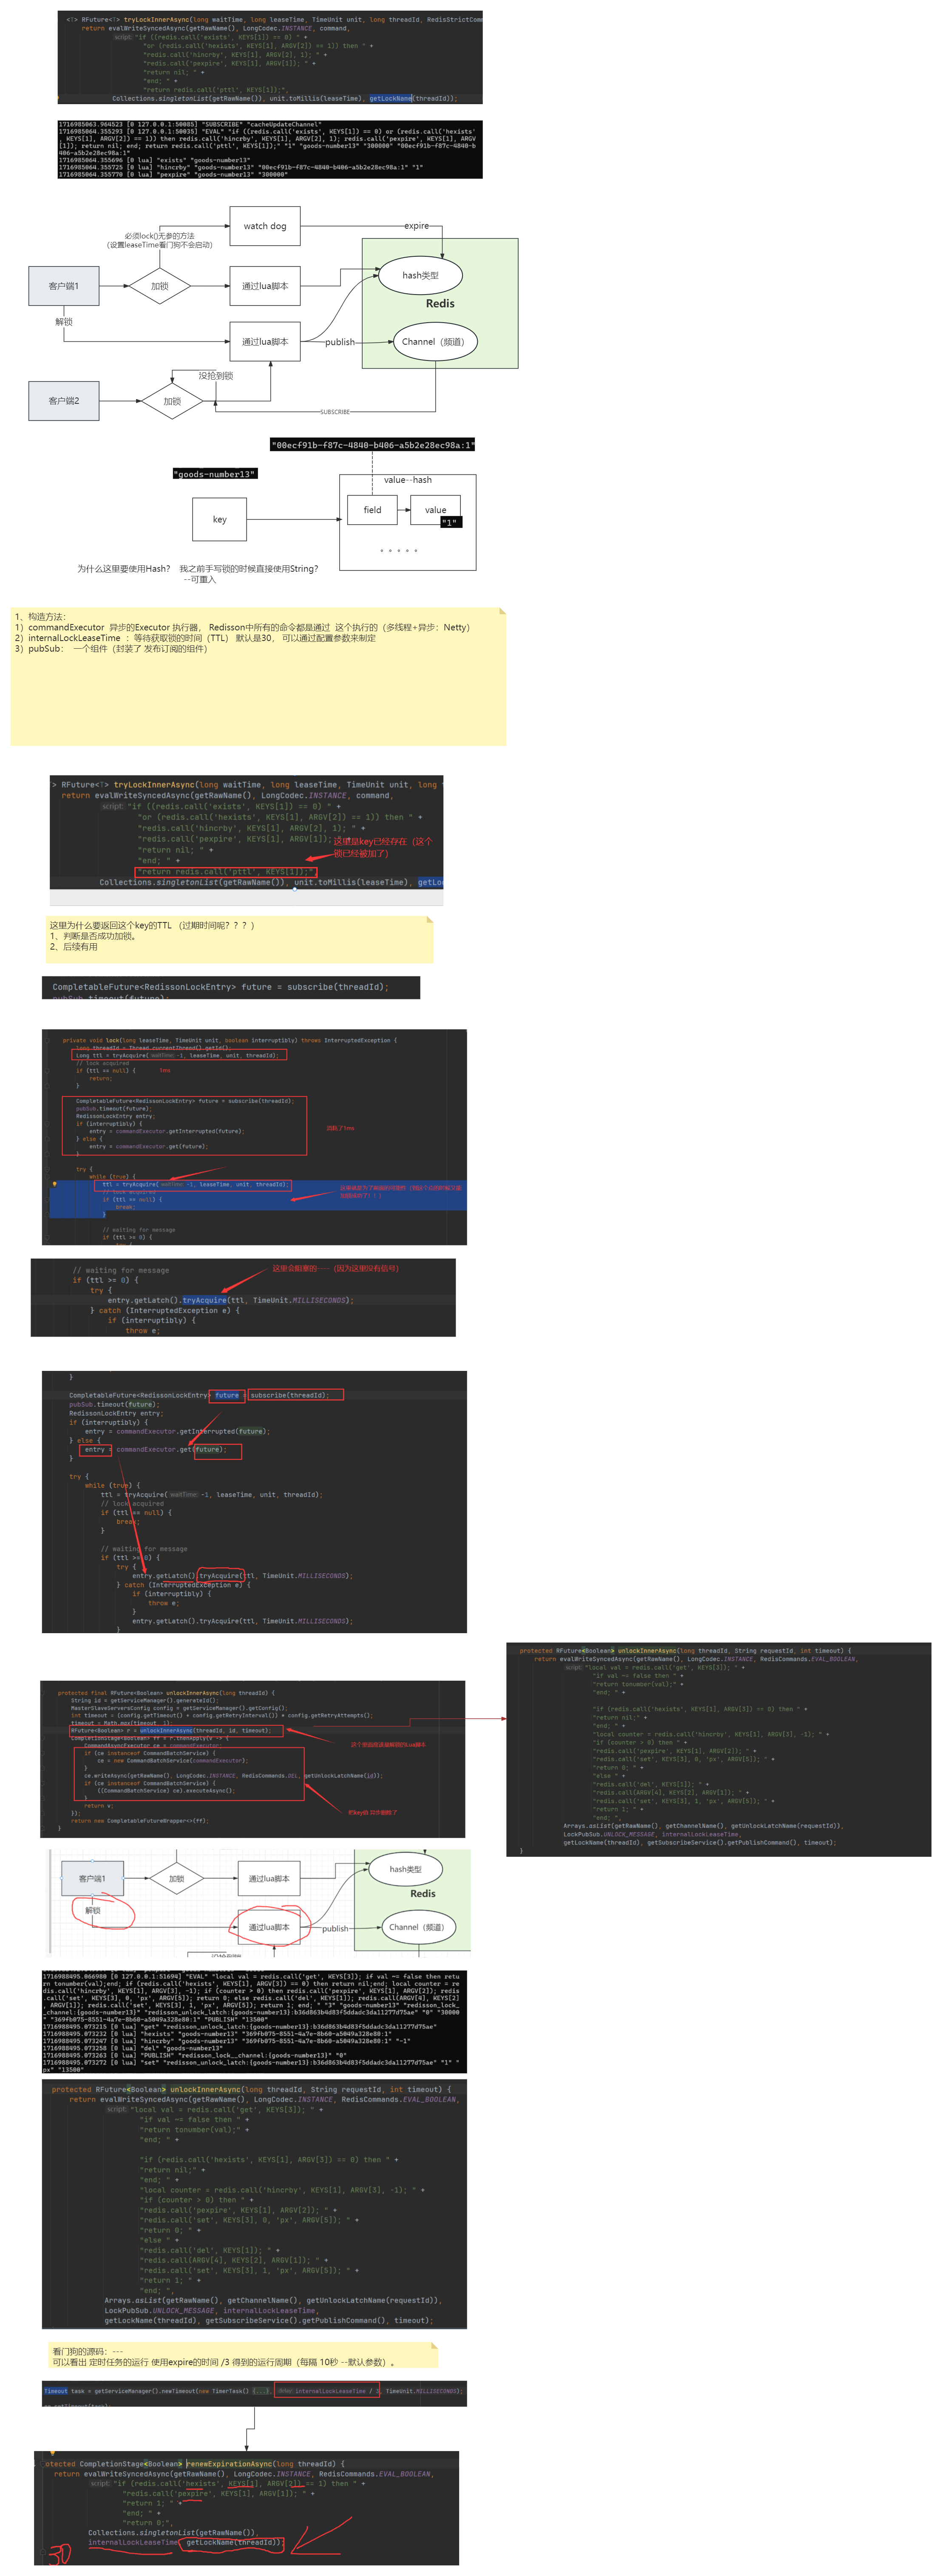 <T> RFuture<T> tryLockInnerAsync(long waitTime, long leaseTime, TimeUnit unit, long threadId, RedisStrictCom
return evalWriteSyncedAsync(getRawName(), LongCodec.INSTANCE, command,
script: "if ((redis.call('exists', KEYS[1]) == 0) " +
"or (redis.call('hexists', KEYS[1], ARGV[2]) == 1)) then " +
"redis.call('hincrby', KEYS[1], ARGV[2], 1); " +
"redis.call('pexpire', KEYS[1], ARGV[1]); " +
"return nil; " +
"end; " +
"return redis.call('pttl', KEYS[1]);",
Collections.singletonList(getRawName()), unit.toMillis(leaseTime), getLockName(threadId));
1716985063.964523 [0 127.0.0.1:50085] "SUBSCRIBE" "cacheUpdateChannel"
1716985064.355293 [0 127.0.0.1:50035] "EVAL" "if ((redis.call('exists', KEYS[1]) == 0) or (redis.call('hexists'
, KEYS[1], ARGV[2]) == 1)) then redis.call('hincrby', KEYS[1], ARGV[2], 1); redis.call('pexpire', KEYS[1], ARGV
[1]); return nil; end; return redis.call('pttl', KEYS[1]);" "1" "goods-number13" "300000" "00ecf91b-f87c-4840-b
406-a5b2e28ec98a:1"
1716985064.355696 [0 lua] "exists" "goods-number13"
1716985064.355725 [0 lua] "hincrby" "goods-number13" "00ecf91b-f87c-4840-b406-a5b2e28ec98a:1" "1"
1716985064.355770 [0 lua] "pexpire" "goods-number13" "300000"
watch dog
expire
必须lock()无参的方法
（设置leaseTime看门狗不会启动）
客户端1
加锁
通过lua脚本
hash类型
Redis
解锁
通过lua脚本
publish
Channel（频道）
没抢到锁
客户端2
加锁
SUBSCRIBE
"00ecf91b-f87c-4840-b406-a5b2e28ec98a:1"
"goods-number13"
value--hash
key
field
value
"1"
为什么这里要使用Hash？ 我之前手写锁的时候直接使用String？
--可重入
1、构造方法：
1）commandExecutor 异步的Executor 执行器， Redisson中所有的命令都是通过 这个执行的（多线程+异步：Netty）
2）internalLockLeaseTime ：等待获取锁的时间（TTL） 默认是30， 可以通过配置参数来制定
3）pubSub： 一个组件（封装了 发布订阅的组件）
> RFuture<T> tryLockInnerAsync(long waitTime, long leaseTime, TimeUnit unit, long
return evalWriteSyncedAsync(getRawName(), LongCodec.INSTANCE, command,
script: "if ((redis.call('exists', KEYS[1]) == 0) " +
"or (redis.call('hexists', KEYS[1], ARGV[2]) == 1)) then " +
"redis.call('hincrby', KEYS[1], ARGV[2], 1); " +
"redis.call('pexpire', KEYS[1], ARGV[1]);
这里是key已经存在（这个
锁已经被加了）
"return nil; " +
"end; " +
"return redis.call('pttl', KEYS[1]);",
Collections.singletonList(getRawName()), unit.toMillis(leaseTime), getLoc
这里为什么要返回这个key的TTL （过期时间呢？？？）
1、判断是否成功加锁。
2、后续有用
CompletableFuture<RedissonLockEntry> future = subscribe(threadId);
pubSub.timeout(future);
private void lock(long leaseTime, TimeUnit unit, boolean interruptibly) throws InterruptedException {
long threadId = Thread.currentThread().getId();
Long ttl = tryAcquire( waitTime: -1, leaseTime, unit, threadId);
// lock acquired
if (ttl == null) {
1ms
return;
}
CompletableFuture<RedissonLockEntry> future = subscribe(threadId);
pubSub.timeout(future);
RedissonLockEntry entry;
if (interruptibly) {
entry = commandExecutor.getInterrupted(future);
} else {
entry = commandExecutor.get(future);
}
try {
while (true) {
ttl = tryAcquire( waitTime: -1, leaseTime, unit, threadId);
// lock acquired
if (ttl == null) {
break;
}
// waiting for message
if (ttl >= 0) {
try {
// waiting for message
这里会阻塞的----（因为这里没有信号）
if (ttl >= 0) {
try {
entry.getLatch().tryAcquire(ttl, TimeUnit.MILLISECONDS);
} catch (InterruptedException e) {
if (interruptibly) {
throw e;
}
CompletableFuture<RedissonLockEntry> future = subscribe(threadId);
pubSub.timeout(future);
RedissonLockEntry entry;
if (interruptibly) {
entry = commandExecutor.getInterrupted(future);
} else {
entry = commandExecutor.get(future);
}
try {
while (true) {
ttl = tryAcquire( waitTime: -1, leaseTime, unit, threadId);
// lock acquired
if (ttl == null) {
break;
}
// waiting for message
if (ttl >= 0) {
try {
entry.getLatch().tryAcquire(ttl, TimeUnit.MILLISECONDS);
} catch (InterruptedException e) {
if (interruptibly) {
throw e;
}
entry.getLatch().tryAcquire(ttl, TimeUnit.MILLISECONDS);
}
protected final RFuture<Boolean> unlockInnerAsync(long threadId) {
String id = getServiceManager().generateId();
MasterSlaveServersConfig config = getServiceManager().getConfig();
int timeout = (config.getTimeout() + config.getRetryInterval()) * config.getRetryAttempts();
timeout = Math.max(timeout, 1);
RFuture<Boolean> r = unlockInnerAsync(threadId, id, timeout);
CompletionStage<Boolean> ff = r.thenApply(v -> {
CommandAsyncExecutor ce = commandExecutor;
if (ce instanceof CommandBatchService) {
ce = new CommandBatchService(commandExecutor);
}
ce.writeAsync(getRawName(), LongCodec.INSTANCE, RedisCommands.DEL, getUnlockLatchName(id));
if (ce instanceof CommandBatchService) {
((CommandBatchService) ce).executeAsync();
}
return v;
});
return new CompletableFutureWrapper<>(ff);
}
protected RFuture<Boolean> unlockInnerAsync(long threadId, String requestId, int timeout) {
return evalWriteSyncedAsync(getRawName(), LongCodec.INSTANCE, RedisCommands.EVAL_BOOLEAN,
script: "local val = redis.call('get', KEYS[3]); " +
"if val ~= false then " +
"return tonumber(val);" +
"end; " +
"if (redis.call('hexists', KEYS[1], ARGV[3]) == 0) then " +
"return nil;" +
"end; " +
"local counter = redis.call('hincrby', KEYS[1], ARGV[3], -1); " +
"if (counter > 0) then " +
"redis.call('pexpire', KEYS[1], ARGV[2]); " +
"redis.call('set', KEYS[3], 0, 'px', ARGV[5]); " +
"return 0; " +
"else " +
"redis.call('del', KEYS[1]); " +
"redis.call(ARGV[4], KEYS[2], ARGV[1]); " +
"redis.call('set', KEYS[3], 1, 'px', ARGV[5]); " +
"return 1; " +
"end; ",
Arrays.asList(getRawName(), getChannelName(), getUnlockLatchName(requestId)),
LockPubSub.UNLOCK_MESSAGE, internalLockLeaseTime,
getLockName(threadId), getSubscribeService().getPublishCommand(), timeout);
}
客户端1
加锁
通过lua脚本
hash类型
Redis
解锁
通过lua脚本
publish
Channel（频道）
1716988495.066980 [0 127.0.0.1:51694] "EVAL" "local val = redis.call('get', KEYS[3]); if val ~= false then retu
rn tonumber(val);end; if (redis.call('hexists', KEYS[1], ARGV[3]) == 0) then return nil;end; local counter = re
dis.call('hincrby', KEYS[1], ARGV[3], -1); if (counter > 0) then redis.call('pexpire', KEYS[1], ARGV[2]); redis
.call('set', KEYS[3], 0, 'px', ARGV[5]); return 0; else redis.call('del', KEYS[1]); redis.call(ARGV[4], KEYS[2]
, ARGV[1]); redis.call('set', KEYS[3], 1, 'px', ARGV[5]); return 1; end; " "3" "goods-number13" "redisson_lock_
_channel:{goods-number13}" "redisson_unlock_latch:{goods-number13}:b36d863b4d83f5ddadc3da11277d75ae" "0" "30000
" "369fb075-8551-4a7e-8b60-a5049a328e80:1" "PUBLISH" "13500"
1716988495.073215 [0 lua] "get" "redisson_unlock_latch:{goods-number13}:b36d863b4d83f5ddadc3da11277d75ae"
1716988495.073232 [0 lua] "hexists" "goods-number13" "369fb075-8551-4a7e-8b60-a5049a328e80:1"
1716988495.073247 [0 lua] "hincrby" "goods-number13" "369fb075-8551-4a7e-8b60-a5049a328e80:1" "-1"
1716988495.073258 [0 lua] "del" "goods-number13"
1716988495.073263 [0 lua] "PUBLISH" "redisson_lock__channel:{goods-number13}" "0"
1716988495.073272 [0 lua] "set" "redisson_unlock_latch:{goods-number13}:b36d863b4d83f5ddadc3da11277d75ae" "1" "
px" "13500"
protected RFuture<Boolean> unlockInnerAsync(long threadId, String requestId, int timeout) {
return evalWriteSyncedAsync(getRawName(), LongCodec.INSTANCE, RedisCommands.EVAL_BOOLEAN,
script: "local val = redis.call('get', KEYS[3]); " +
"if val ~= false then " +
"return tonumber(val);" +
"end; " +
"if (redis.call('hexists', KEYS[1], ARGV[3]) == 0) then " +
"return nil;" +
"end; " +
"local counter = redis.call('hincrby', KEYS[1], ARGV[3], -1); " +
"if (counter > 0) then " +
"redis.call('pexpire', KEYS[1], ARGV[2]); " +
"redis.call('set', KEYS[3], 0, 'px', ARGV[5]); " +
"return 0; " +
"else " +
"redis.call('del', KEYS[1]); " +
"redis.call(ARGV[4], KEYS[2], ARGV[1]); " +
"redis.call('set', KEYS[3], 1, 'px', ARGV[5]); " +
"return 1; " +
"end; ",
Arrays.asList(getRawName(), getChannelName(), getUnlockLatchName(requestId)),
LockPubSub.UNLOCK_MESSAGE, internalLockLeaseTime,
getLockName(threadId), getSubscribeService().getPublishCommand(), timeout);
看门狗的源码：---
可以看出 定时任务的运行 使用expire的时间 /3 得到的运行周期（每隔 10秒 --默认参数）。
Timeout task = getServiceManager().newTimeout(new TimerTask() {...}, delay: internalLockLeaseTime / 3, TimeUnit.MILLISECONDS);
otected CompletionStage<Boolean> renewExpirationAsync(long threadId) {
return evalWriteSyncedAsync(getRawName(), LongCodec.INSTANCE, RedisCommands.EVAL_BOOLEAN,
script: "if (redis.call('hexists', KEYS[1], ARGV[2]) == 1) then " +
"redis.call('pexpire', KEYS[1], ARGV[1]); " +
"return 1; " +
"end; " +
"return 0;",
Collections.singletonList(getRawName()),
internalLockLeaseTime, getLockName(threadId));
30